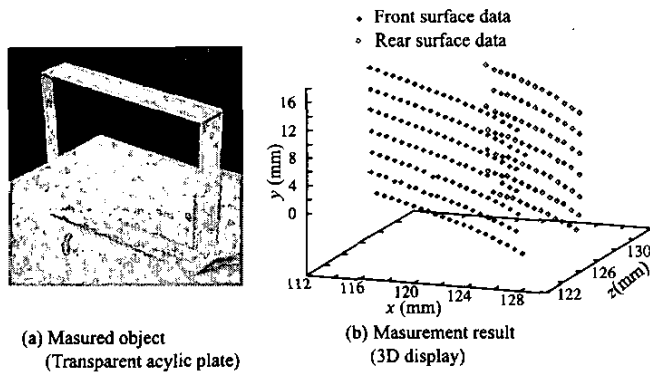 Front surface data
Rear surface data
16
12
8
4
0
y (mm)
112
116
120
124
128
x (mm)
122
126
130
z(mm)
(a) Masured object
(Transparent acylic plate)
(b) Masurement result
(3D display)